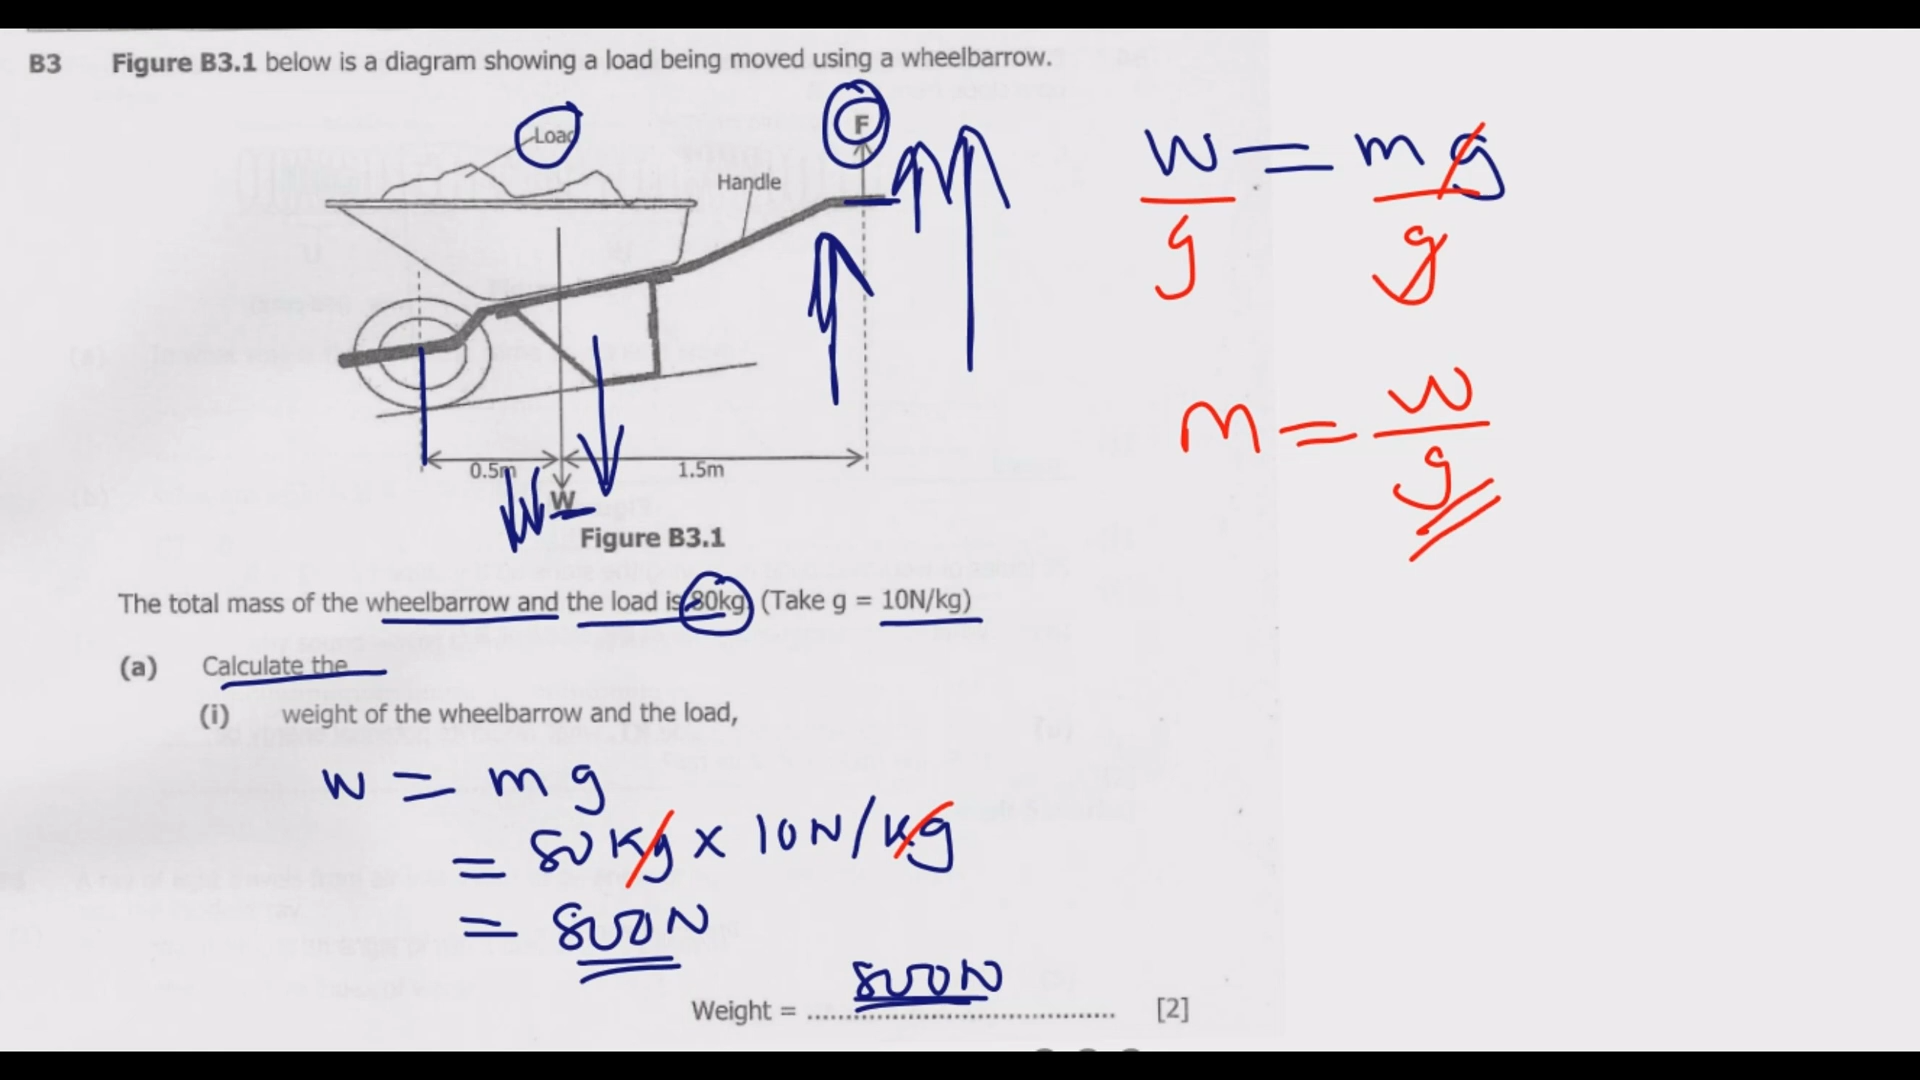 B3 Figure B3.1 below is a diagram showing a load being moved using a wheelbarrow.
Load
F
Handle
0.5m
1.5m
W
Figure B3.1
The total mass of the wheelbarrow and the load is 80kg. (Take g = 10N/kg)
(a) Calculate the
(i) weight of the wheelbarrow and the load,
w = mg
= 80Kg x 10N/kg
= 800N
800N
Weight = ........................................ [2]
w = mg
g g
m = w
g